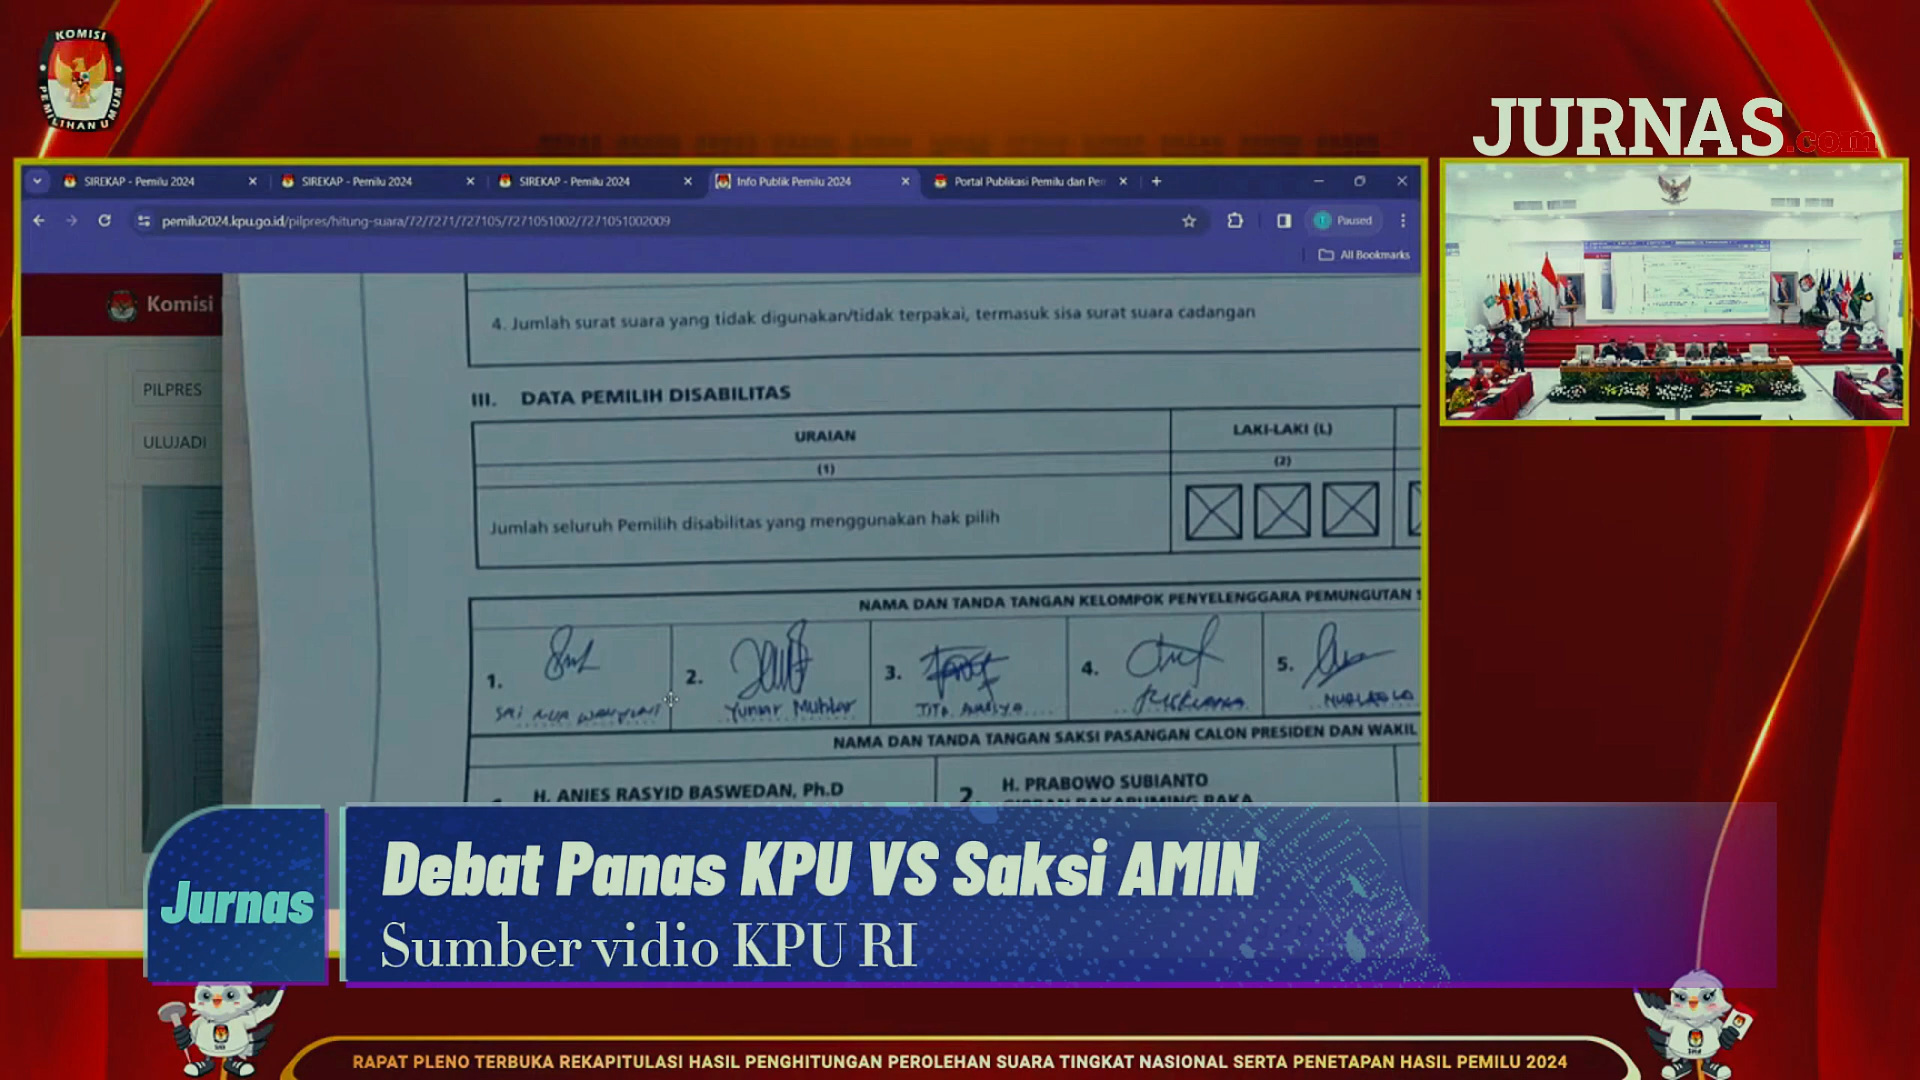 KOMISI
PEMILIHAN UMUM
JURNAS.com
SIREKAP - Pemilu 2024
SIREKAP - Pemilu 2024
SIREKAP - Pemilu 2024
Info Publik Pemilu 2024
Portal Publikasi Pemilu dan Pe
pemilu2024.kpu.go.id/pilpres/hitung-suara/72/7271/727105/7271051002/7271051002009
Paused
All Bookmarks
Komisi
PILPRES
ULUJADI
4. Jumlah surat suara yang tidak digunakan/tidak terpakai, termasuk sisa surat suara cadangan
III. DATA PEMILIH DISABILITAS
URAIAN
LAKI-LAKI (L)
(1)
(2)
Jumlah seluruh Pemilih disabilitas yang menggunakan hak pilih
NAMA DAN TANDA TANGAN KELOMPOK PENYELENGGARA PEMUNGUTAN S
1.
2.
3.
4.
5.
Yuniar Muhtar
NAMA DAN TANDA TANGAN SAKSI PASANGAN CALON PRESIDEN DAN WAKIL
H. ANIES RASYID BASWEDAN, Ph.D
2. H. PRABOWO SUBIANTO
GIBRAN RAKABUMING RAKA
Jurnas
Debat Panas KPU VS Saksi AMIN
Sumber vidio KPU RI
RAPAT PLENO TERBUKA REKAPITULASI HASIL PENGHITUNGAN PEROLEHAN SUARA TINGKAT NASIONAL SERTA PENETAPAN HASIL PEMILU 2024